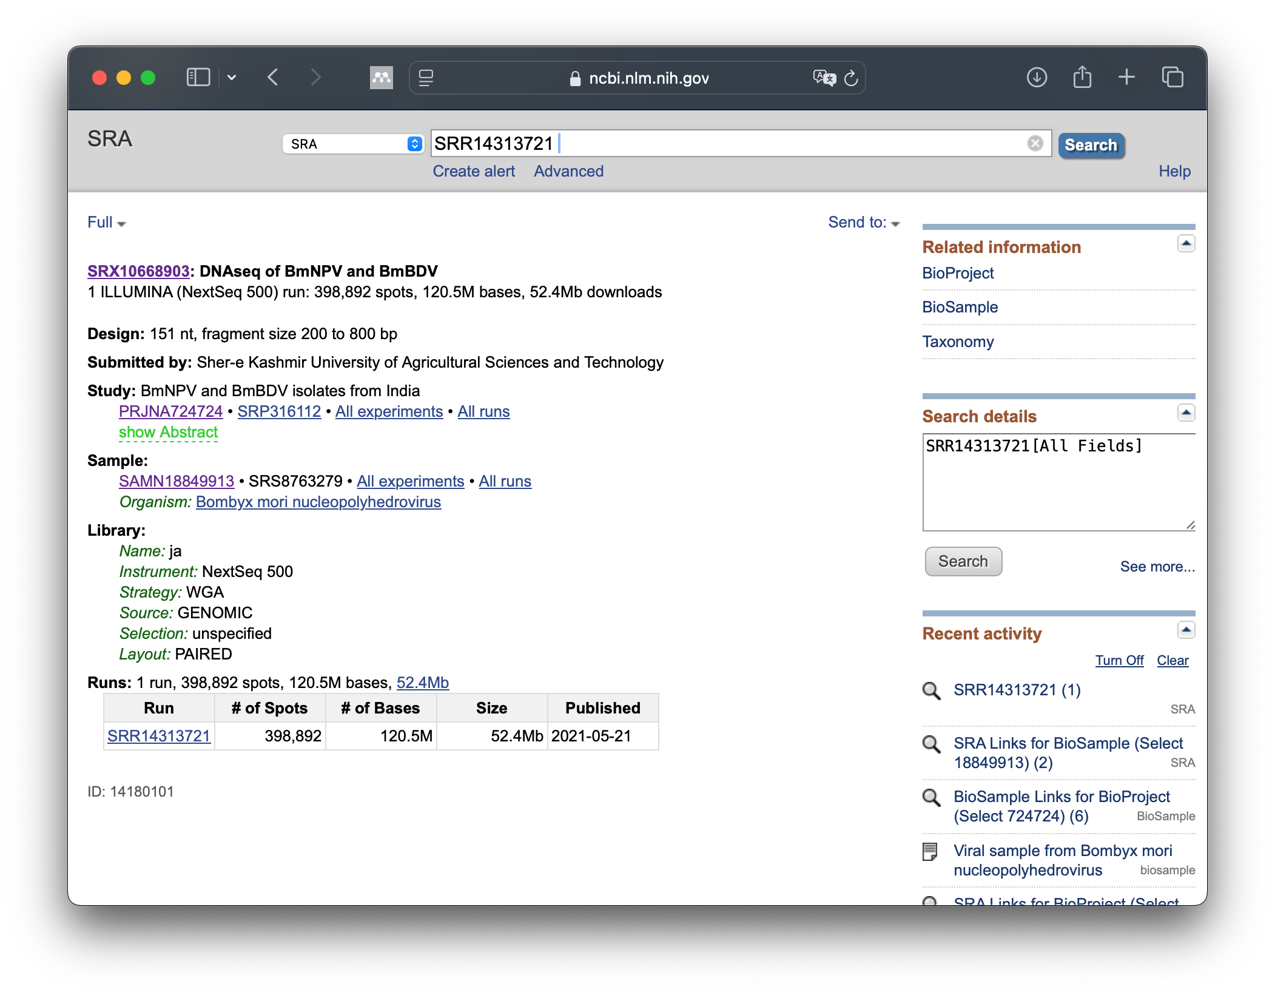 ncbi.nlm.nih.gov
SRA
SRA
SRR14313721
Search
Create alert Advanced
Help
Full
Send to:
SRX10668903: DNAseq of BmNPV and BmBDV
1 ILLUMINA (NextSeq 500) run: 398,892 spots, 120.5M bases, 52.4Mb downloads
Design: 151 nt, fragment size 200 to 800 bp
Submitted by: Sher-e Kashmir University of Agricultural Sciences and Technology
Study: BmNPV and BmBDV isolates from India
PRJNA724724 • SRP316112 • All experiments • All runs
show Abstract
Sample:
SAMN18849913 • SRS8763279 • All experiments • All runs
Organism: Bombyx mori nucleopolyhedrovirus
Library:
Name: ja
Instrument: NextSeq 500
Strategy: WGA
Source: GENOMIC
Selection: unspecified
Layout: PAIRED
Runs: 1 run, 398,892 spots, 120.5M bases, 52.4Mb
Run # of Spots # of Bases Size Published
SRR14313721 398,892 120.5M 52.4Mb 2021-05-21
ID: 14180101
Related information
BioProject
BioSample
Taxonomy
Search details
SRR14313721[All Fields]
Search
See more...
Recent activity
Turn Off Clear
SRR14313721 (1)
SRA
SRA Links for BioSample (Select
18849913) (2)
SRA
BioSample Links for BioProject
(Select 724724) (6)
BioSample
Viral sample from Bombyx mori
nucleopolyhedrovirus
biosample
SRA Links for BioProject (Select